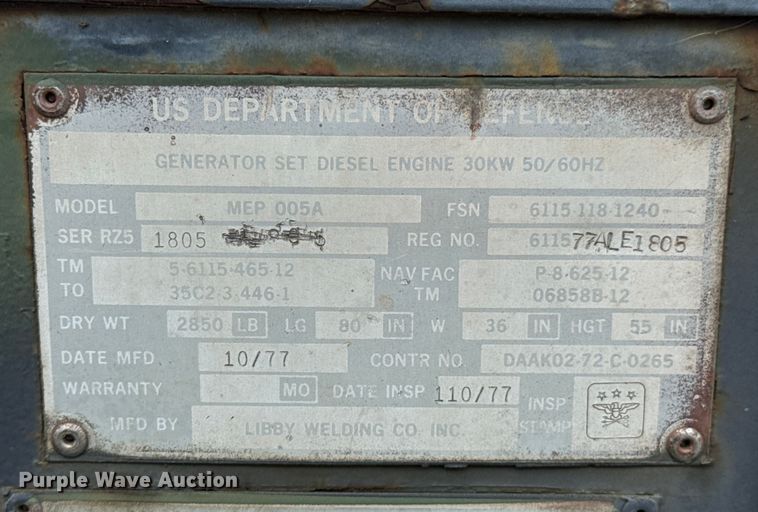 US DEPARTMENT OF DEFENSE
GENERATOR SET DIESEL ENGINE 30KW 50/60HZ
MODEL MEP 005A FSN 6115-118-1240
SER RZ5 1805 REG NO. 6115 77ALE1805
TM 5-6115-465-12 NAV FAC P-8-625-12
TO 35C2-3-446-1 TM 06858B-12
DRY WT 2850 LB LG 80 IN W 36 IN HGT 55 IN
DATE MFD 10/77 CONTR NO. DAAK02-72-C-0265
WARRANTY MO DATE INSP 110/77 INSP STAMP
MFD BY LIBBY WELDING CO. INC.
Purple Wave Auction